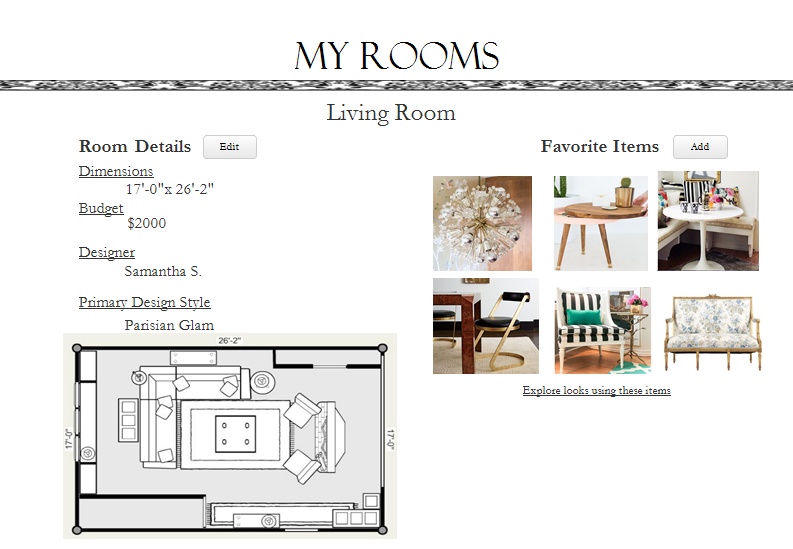 MY ROOMS
Living Room
Room Details
Edit
Dimensions
17'-0"x 26'-2"
Budget
$2000
Designer
Samantha S.
Primary Design Style
Parisian Glam
26'-2"
17'-0"
17'-0"
Favorite Items
Add
Explore looks using these items